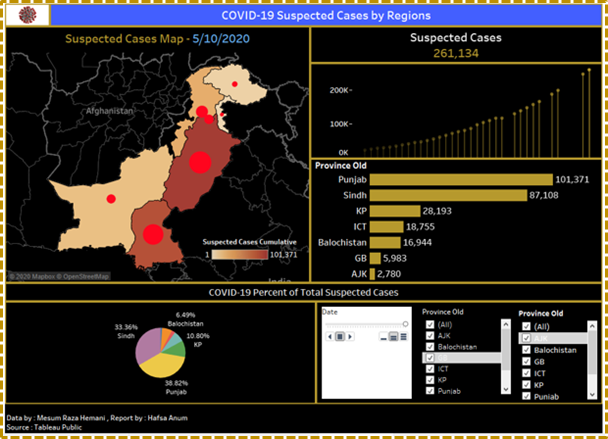 COVID-19 Suspected Cases by Regions
Suspected Cases Map - 5/10/2020
Afghanistan
India
Suspected Cases Cumulative
1 101,371
© 2020 Mapbox © OpenStreetMap
Suspected Cases
261,134
200K
100K
0K
Province Old
Punjab 101,371
Sindh 87,108
KP 28,193
ICT 18,755
Balochistan 16,944
GB 5,983
AJK 2,780
COVID-19 Percent of Total Suspected Cases
33.36%
Sindh
6.49%
Balochistan
10.80%
KP
38.82%
Punjab
Date
Province Old
(All)
AJK
Balochistan
GB
ICT
KP
Punjab
Province Old
(All)
AJK
Balochistan
GB
ICT
KP
Punjab
Data by : Mesum Raza Hemani , Report by : Hafsa Anum
Source : Tableau Public